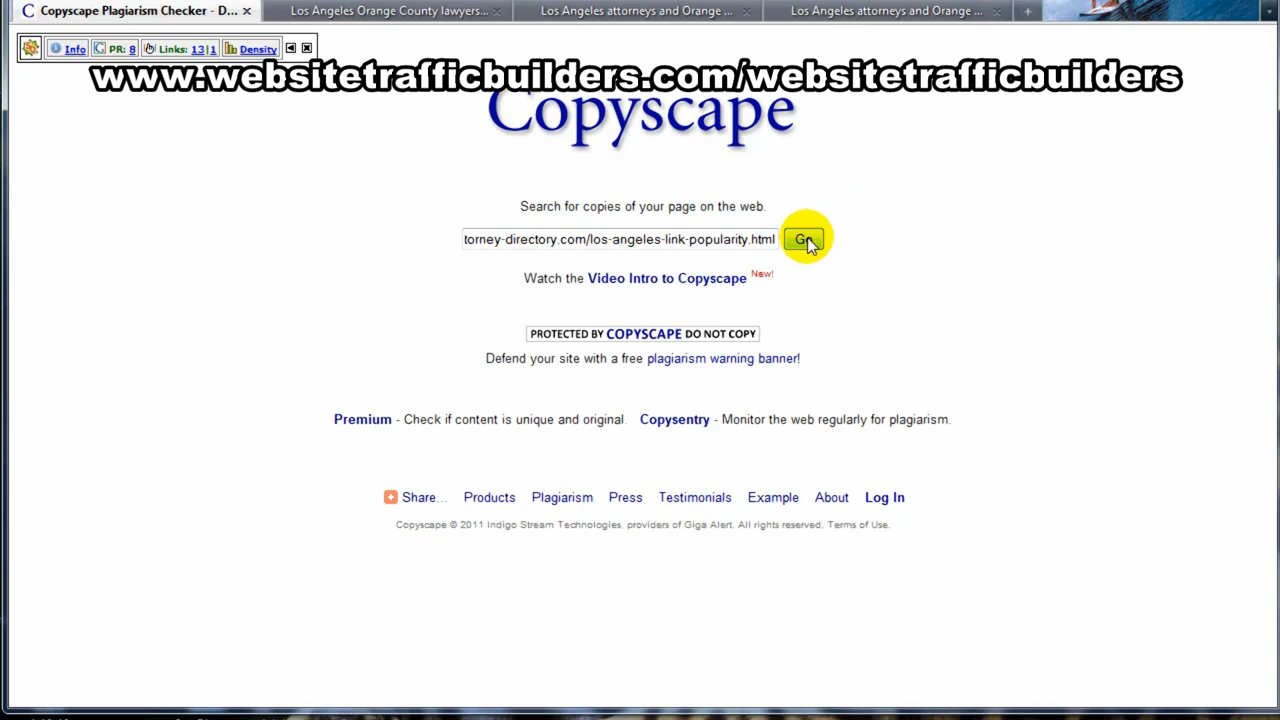 Copyscape Plagiarism Checker - D...
Los Angeles Orange County lawyers...
Los Angeles attorneys and Orange ...
Los Angeles attorneys and Orange ...
Info PR: 8 Links: 13|1 Density
www.websitetrafficbuilders.com/websitetrafficbuilders
Copyscape
Search for copies of your page on the web.
torney-directory.com/los-angeles-link-popularity.html Go
Watch the Video Intro to Copyscape New!
PROTECTED BY COPYSCAPE DO NOT COPY
Defend your site with a free plagiarism warning banner!
Premium - Check if content is unique and original. Copysentry - Monitor the web regularly for plagiarism.
Share... Products Plagiarism Press Testimonials Example About Log In
Copyscape © 2011 Indigo Stream Technologies, providers of Giga Alert. All rights reserved. Terms of Use.